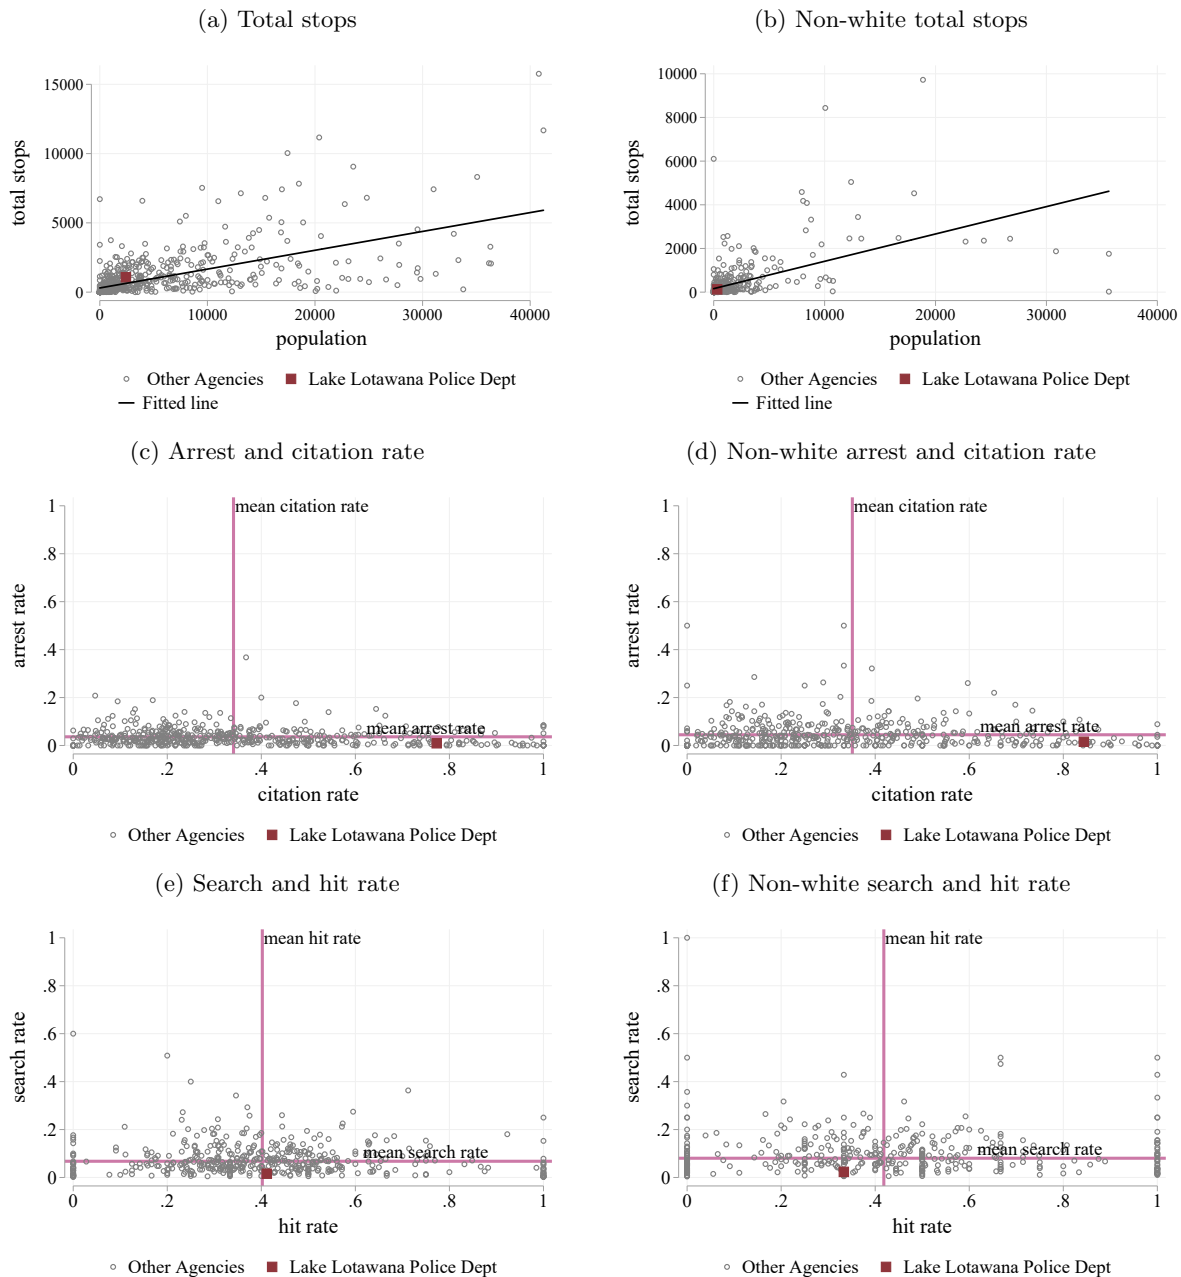 (a) Total stops
total stops
15000
10000
5000
0
0 10000 20000 30000 40000
population
Other Agencies Lake Lotawana Police Dept
Fitted line
(b) Non-white total stops
total stops
10000
8000
6000
4000
2000
0
0 10000 20000 30000 40000
population
Other Agencies Lake Lotawana Police Dept
Fitted line
(c) Arrest and citation rate
mean citation rate
arrest rate
1
.8
.6
.4
.2
0
mean arrest rate
0 .2 .4 .6 .8 1
citation rate
Other Agencies Lake Lotawana Police Dept
(d) Non-white arrest and citation rate
mean citation rate
arrest rate
1
.8
.6
.4
.2
0
mean arrest rate
0 .2 .4 .6 .8 1
citation rate
Other Agencies Lake Lotawana Police Dept
(e) Search and hit rate
mean hit rate
search rate
1
.8
.6
.4
.2
0
mean search rate
0 .2 .4 .6 .8 1
hit rate
Other Agencies Lake Lotawana Police Dept
(f) Non-white search and hit rate
mean hit rate
search rate
1
.8
.6
.4
.2
0
mean search rate
0 .2 .4 .6 .8 1
hit rate
Other Agencies Lake Lotawana Police Dept